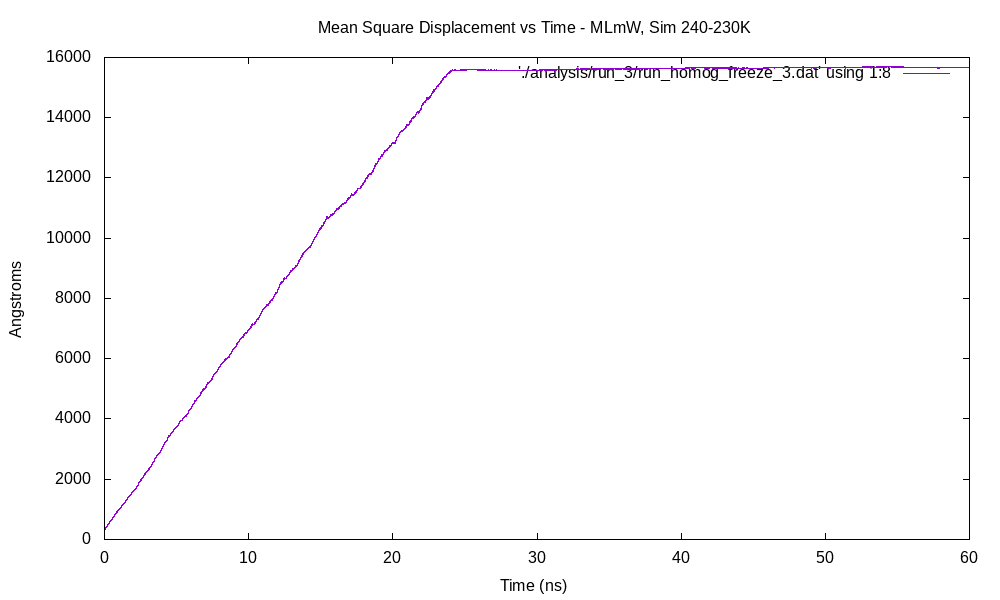 Mean Square Displacement vs Time - MLmW, Sim 240-230K
'./analysis/run_3/run_homog_freeze_3.dat' using 1:8
16000
14000
12000
10000
8000
6000
4000
2000
0
Angstroms
0 10 20 30 40 50 60
Time (ns)